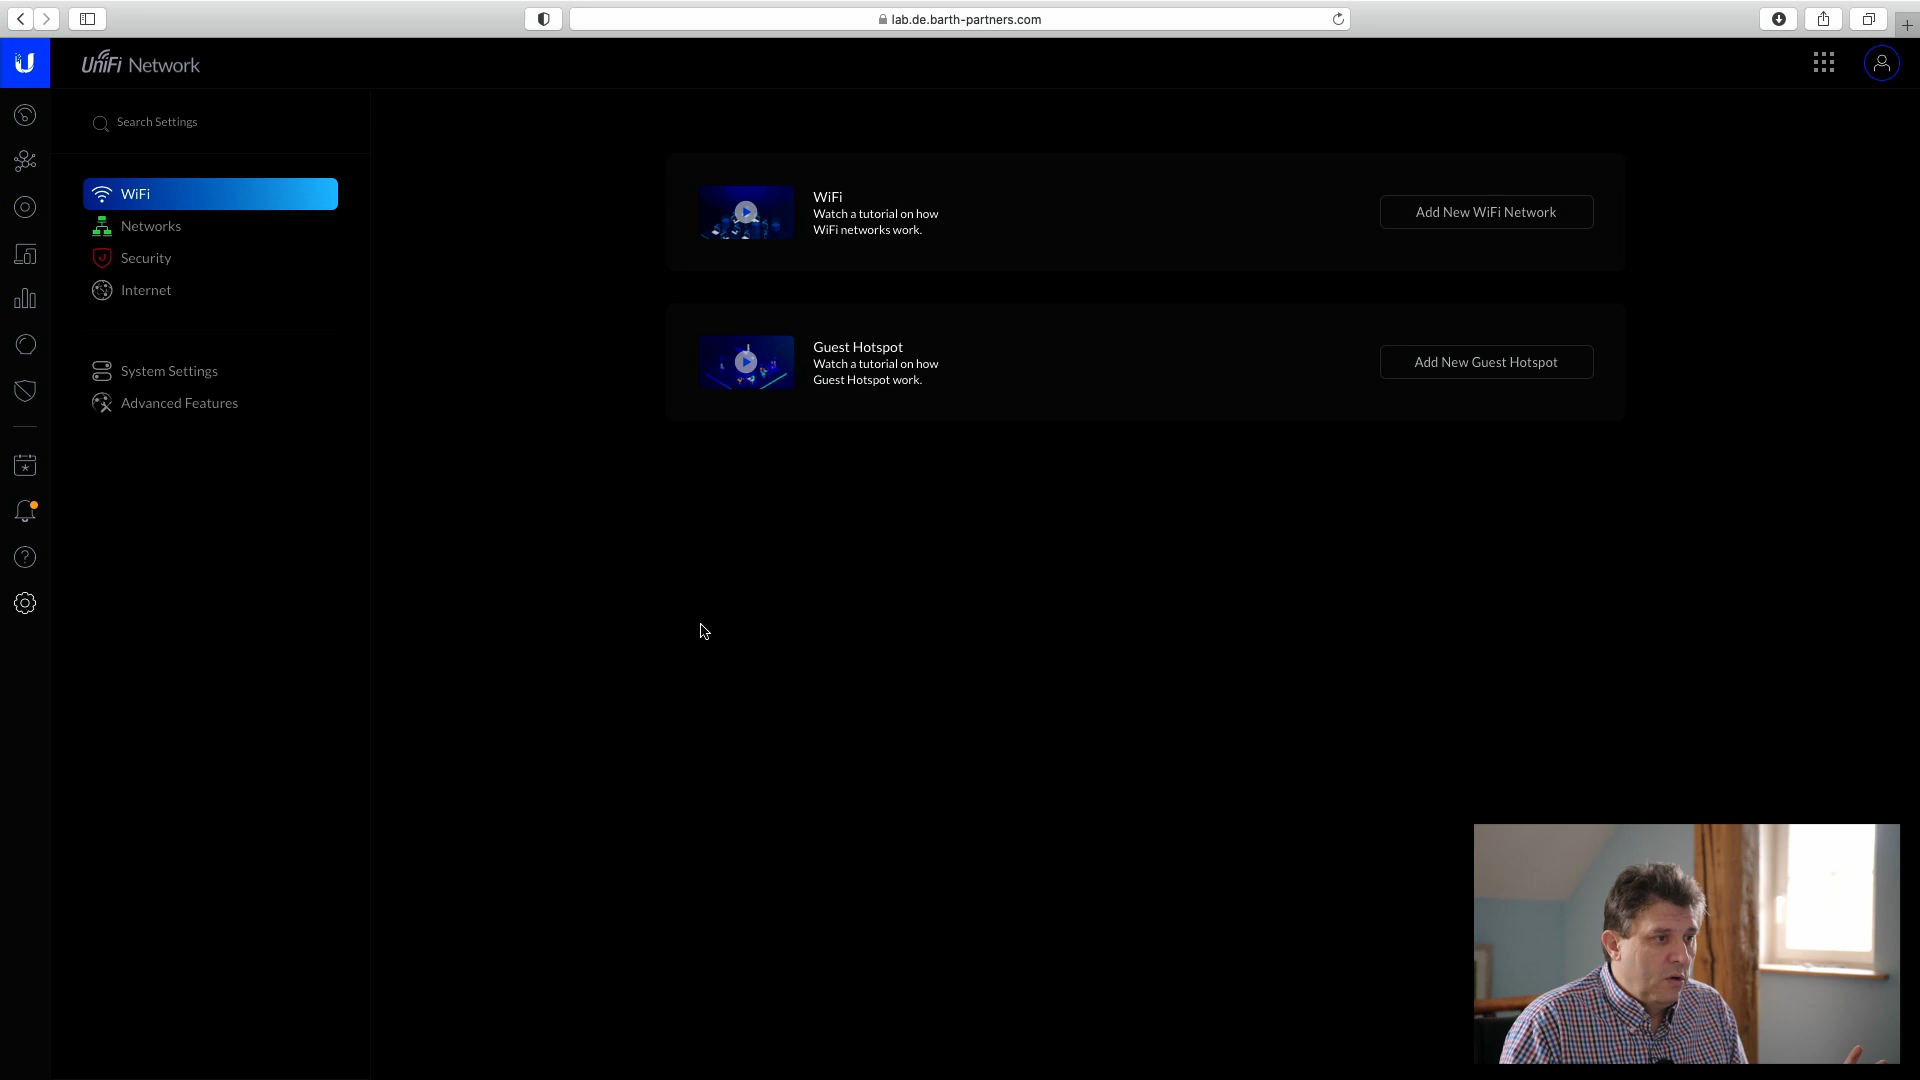 lab.de.barth-partners.com
UniFi Network
Search Settings
WiFi
Networks
Security
Internet
System Settings
Advanced Features
WiFi
Watch a tutorial on how
WiFi networks work.
Add New WiFi Network
Guest Hotspot
Watch a tutorial on how
Guest Hotspot work.
Add New Guest Hotspot